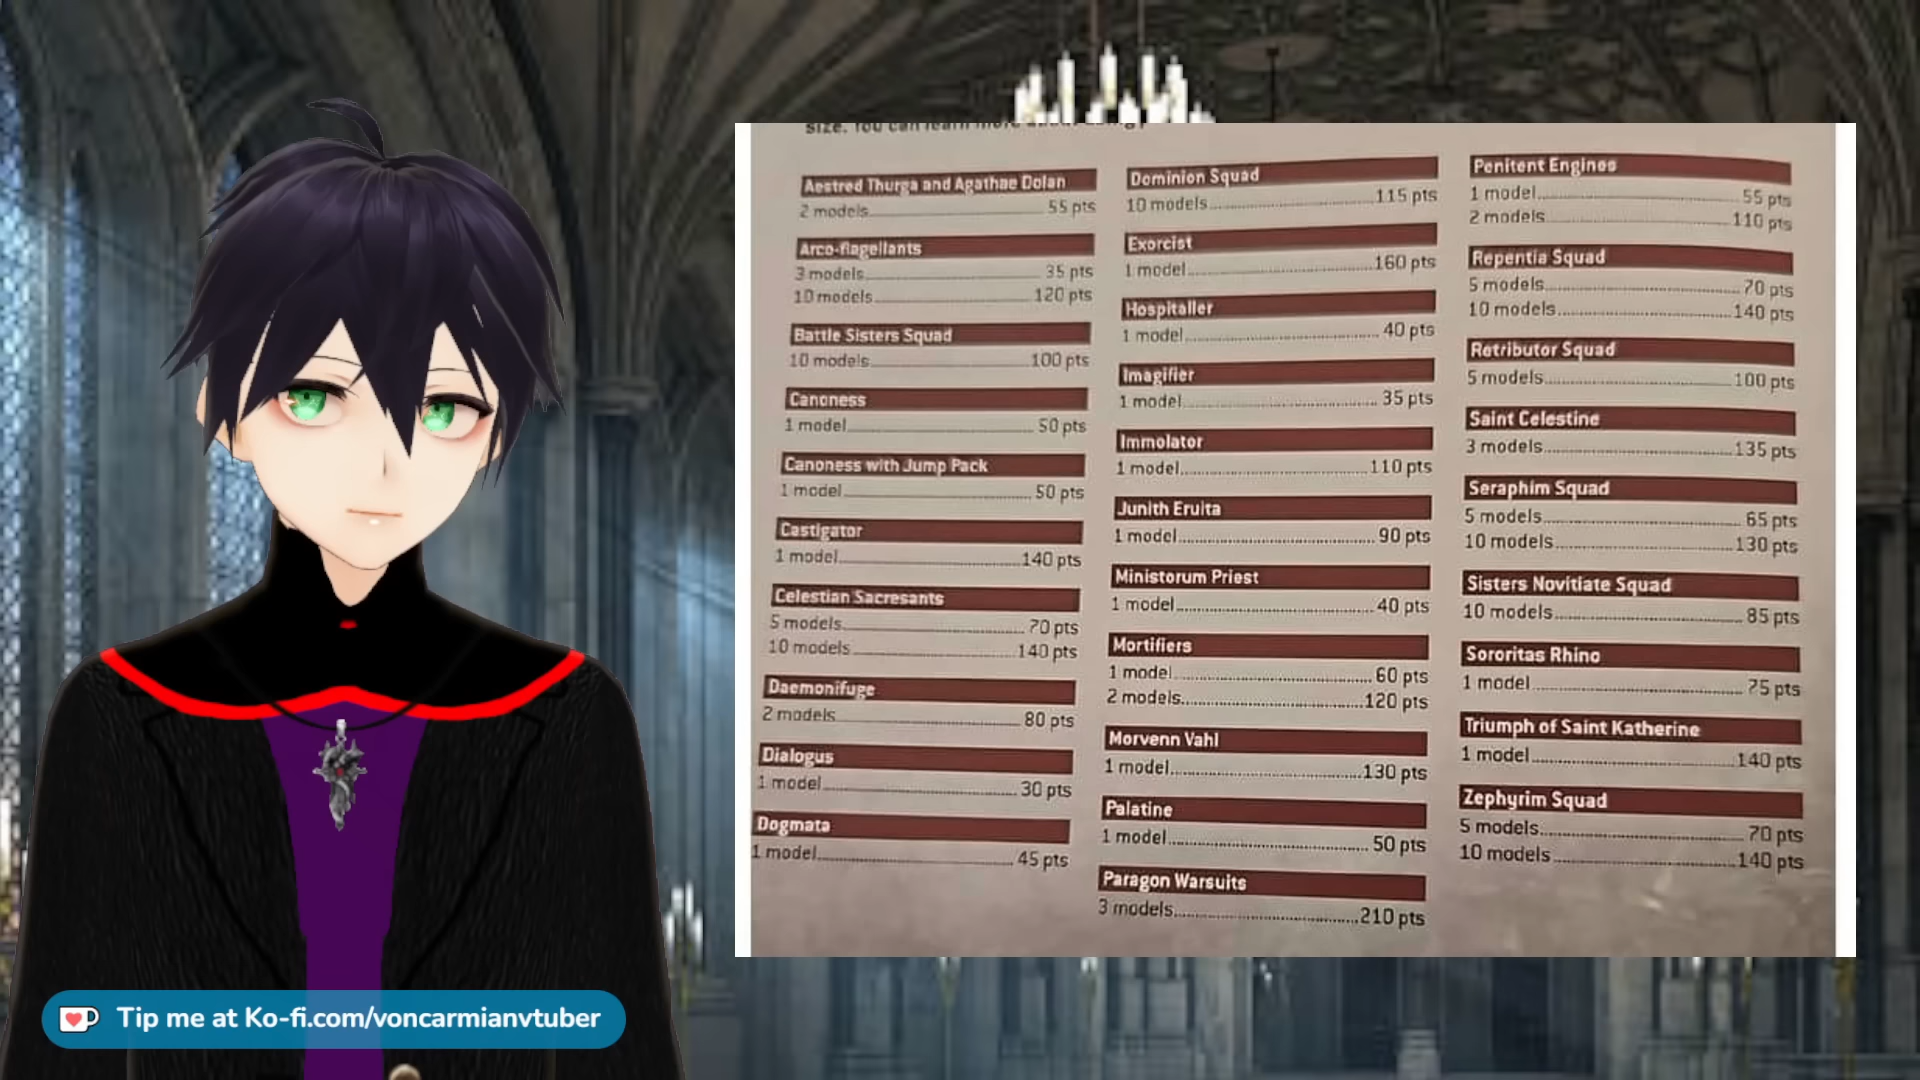 Aestred Thurga and Agathae Dolan
2 models 55 pts
Arco-flagellants
3 models 35 pts
10 models 120 pts
Battle Sisters Squad
10 models 100 pts
Canoness
1 model 50 pts
Canoness with Jump Pack
1 model 50 pts
Castigator
1 model 140 pts
Celestian Sacresants
5 models 70 pts
10 models 140 pts
Daemonifuge
2 models 80 pts
Dialogus
1 model 30 pts
Dogmata
1 model 45 pts
Dominion Squad
10 models 115 pts
Exorcist
1 model 160 pts
Hospitaller
1 model 40 pts
Imagifier
1 model 35 pts
Immolator
1 model 110 pts
Junith Eruita
1 model 90 pts
Ministorum Priest
1 model 40 pts
Mortifiers
1 model 60 pts
2 models 120 pts
Morvenn Vahl
1 model 130 pts
Palatine
1 model 50 pts
Paragon Warsuits
3 models 210 pts
Penitent Engines
1 model 55 pts
2 models 110 pts
Repentia Squad
5 models 70 pts
10 models 140 pts
Retributor Squad
5 models 100 pts
Saint Celestine
3 models 135 pts
Seraphim Squad
5 models 65 pts
10 models 130 pts
Sisters Novitiate Squad
10 models 85 pts
Sororitas Rhino
1 model 75 pts
Triumph of Saint Katherine
1 model 140 pts
Zephyrim Squad
5 models 70 pts
10 models 140 pts
Tip me at Ko-fi.com/voncarmianvtuber